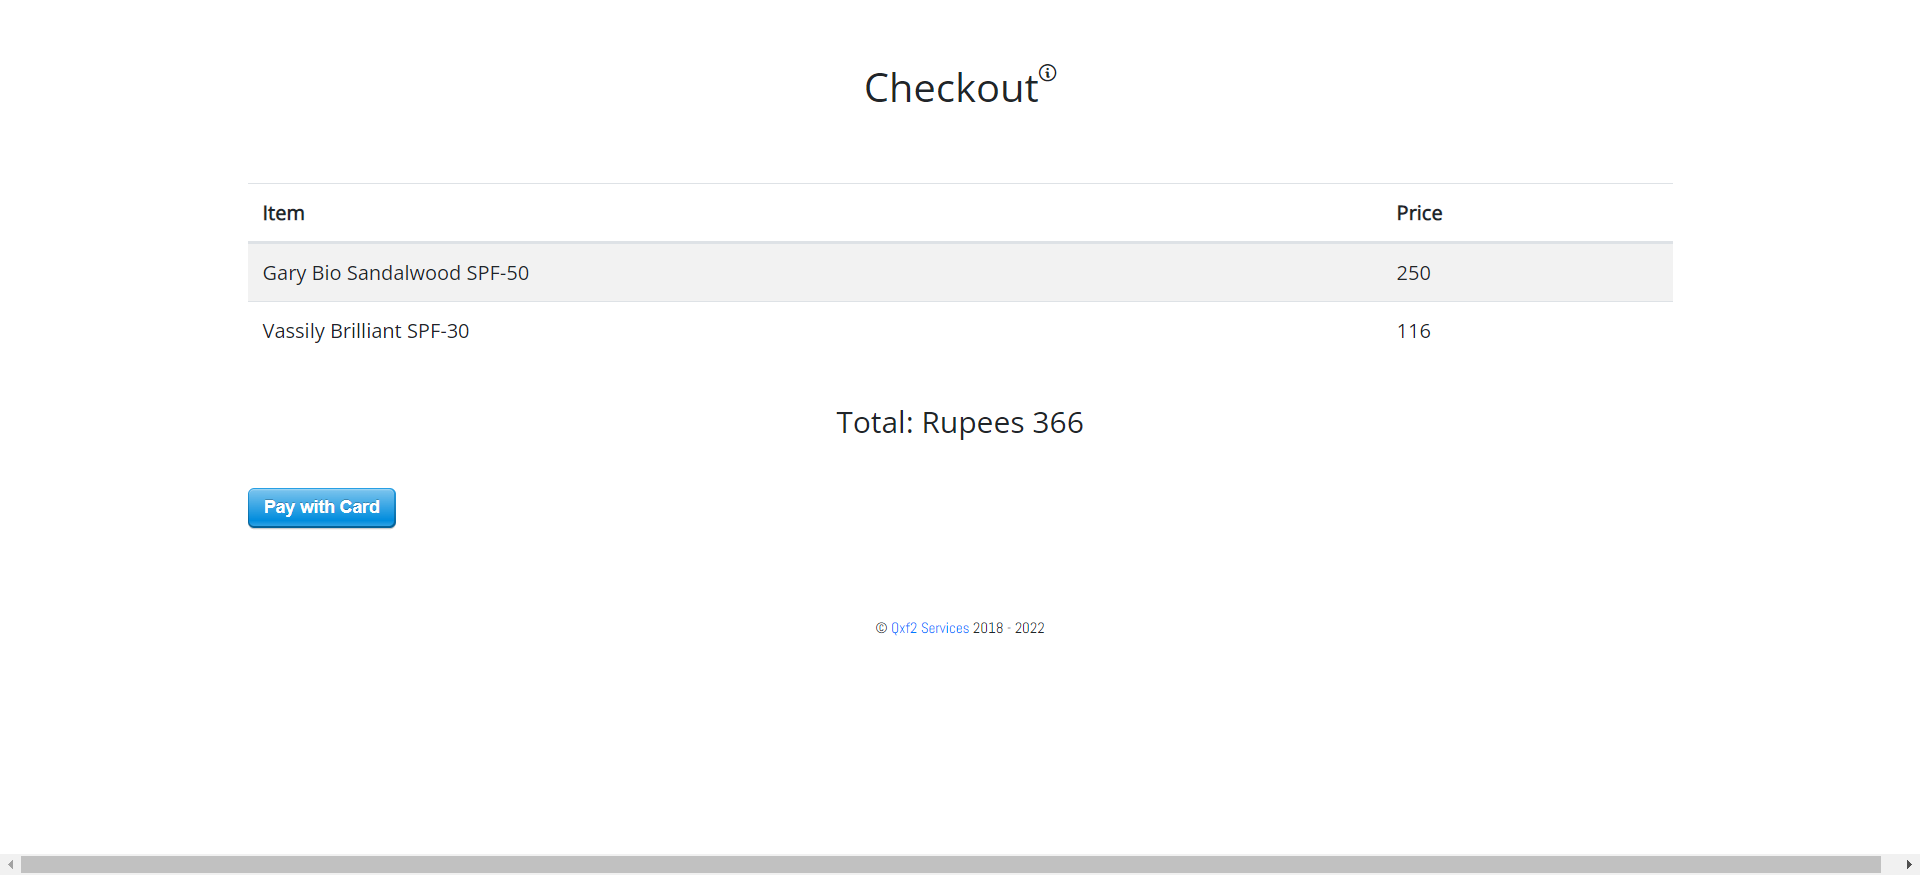 Checkout
Item Price
Gary Bio Sandalwood SPF-50 250
Vassily Brilliant SPF-30 116
Total: Rupees 366
Pay with Card
© Qxf2 Services 2018 - 2022